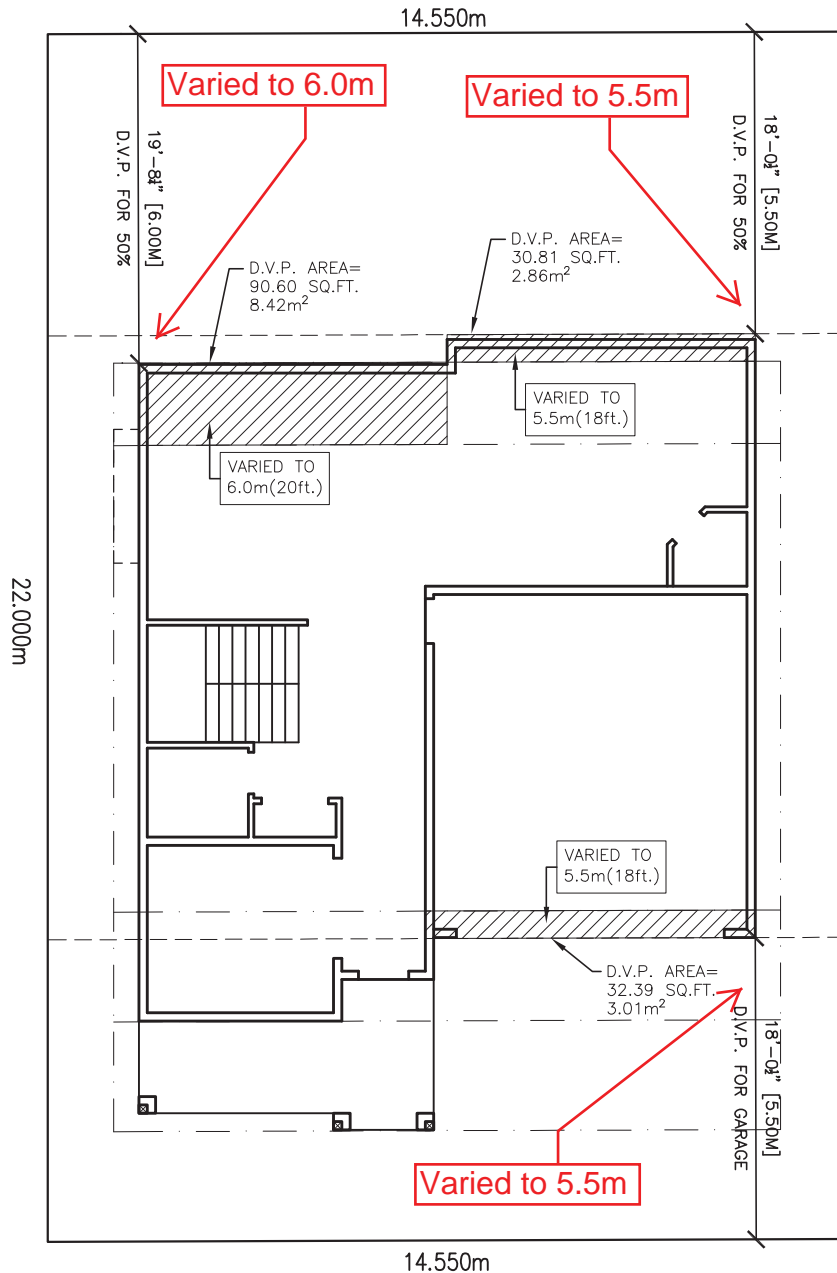 14.550m
Varied to 6.0m
Varied to 5.5m
19'-8¼" [6.00M]
D.V.P. FOR 50%
18'-0½" [5.50M]
D.V.P. FOR 50%
D.V.P. AREA=
90.60 SQ.FT.
8.42m²
D.V.P. AREA=
30.81 SQ.FT.
2.86m²
VARIED TO
5.5m(18ft.)
VARIED TO
6.0m(20ft.)
22.000m
VARIED TO
5.5m(18ft.)
D.V.P. AREA=
32.39 SQ.FT.
3.01m²
18'-0½" [5.50M]
D.V.P. FOR GARAGE
Varied to 5.5m
14.550m